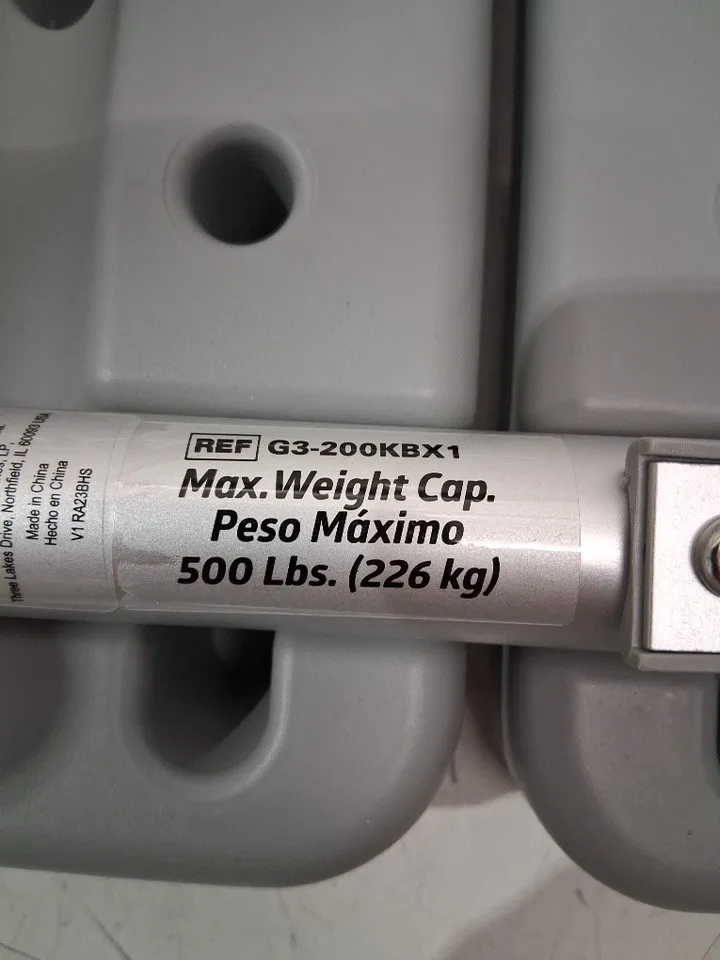 LP
Three Lakes Drive, Northfield, IL 60093 USA
Made in China
Hecho en China
V1 RA23BHS
REF G3-200KBX1
Max. Weight Cap.
Peso Máximo
500 Lbs. (226 kg)